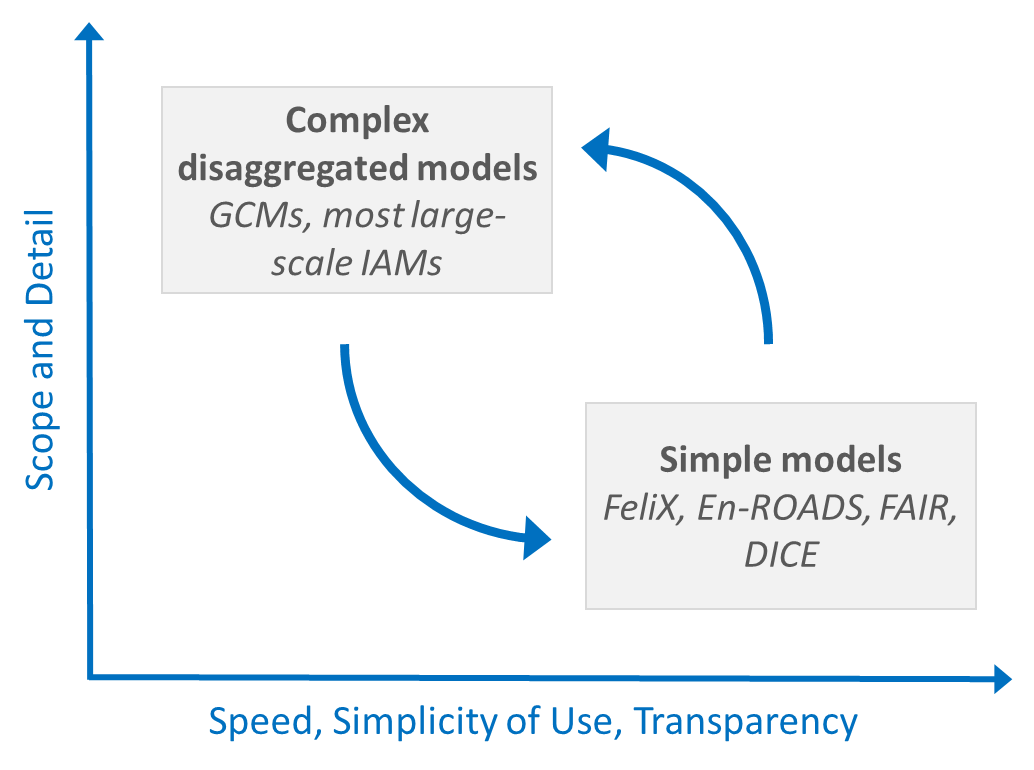 Complex
disaggregated models
GCMs, most large-
scale IAMs
Scope and Detail
Simple models
FeliX, En-ROADS, FAIR,
DICE
Speed, Simplicity of Use, Transparency